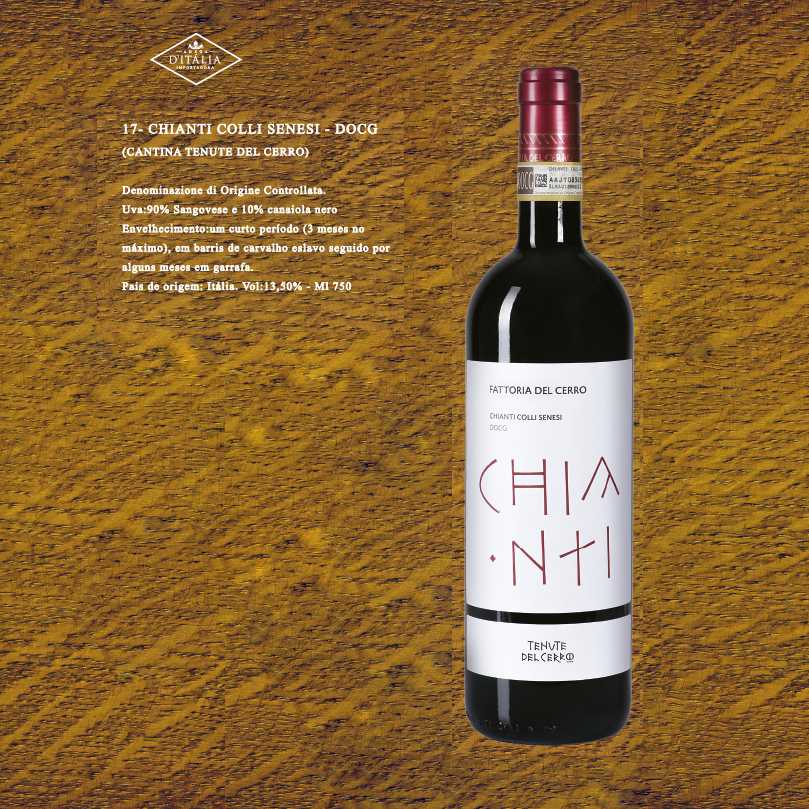 ADEGA
D'ITÁLIA
IMPORTADORA
17- CHIANTI COLLI SENESI - DOCG
(CANTINA TENUTE DEL CERRO)
Denominazione di Origine Controllata.
Uva:90% Sangovese e 10% canaiola nero
Envelhecimento:um curto período (3 meses no
máximo), em barris de carvalho eslavo seguido por
alguns meses em garrafa.
País de origem: Itália. Vol:13,50% - Ml 750
DEL CERRO
FATTORIA DEL CERRO
CHIANTI COLLI SENESI
DOCG
CHIA
·NTI
TENUTE
DEL CERRO